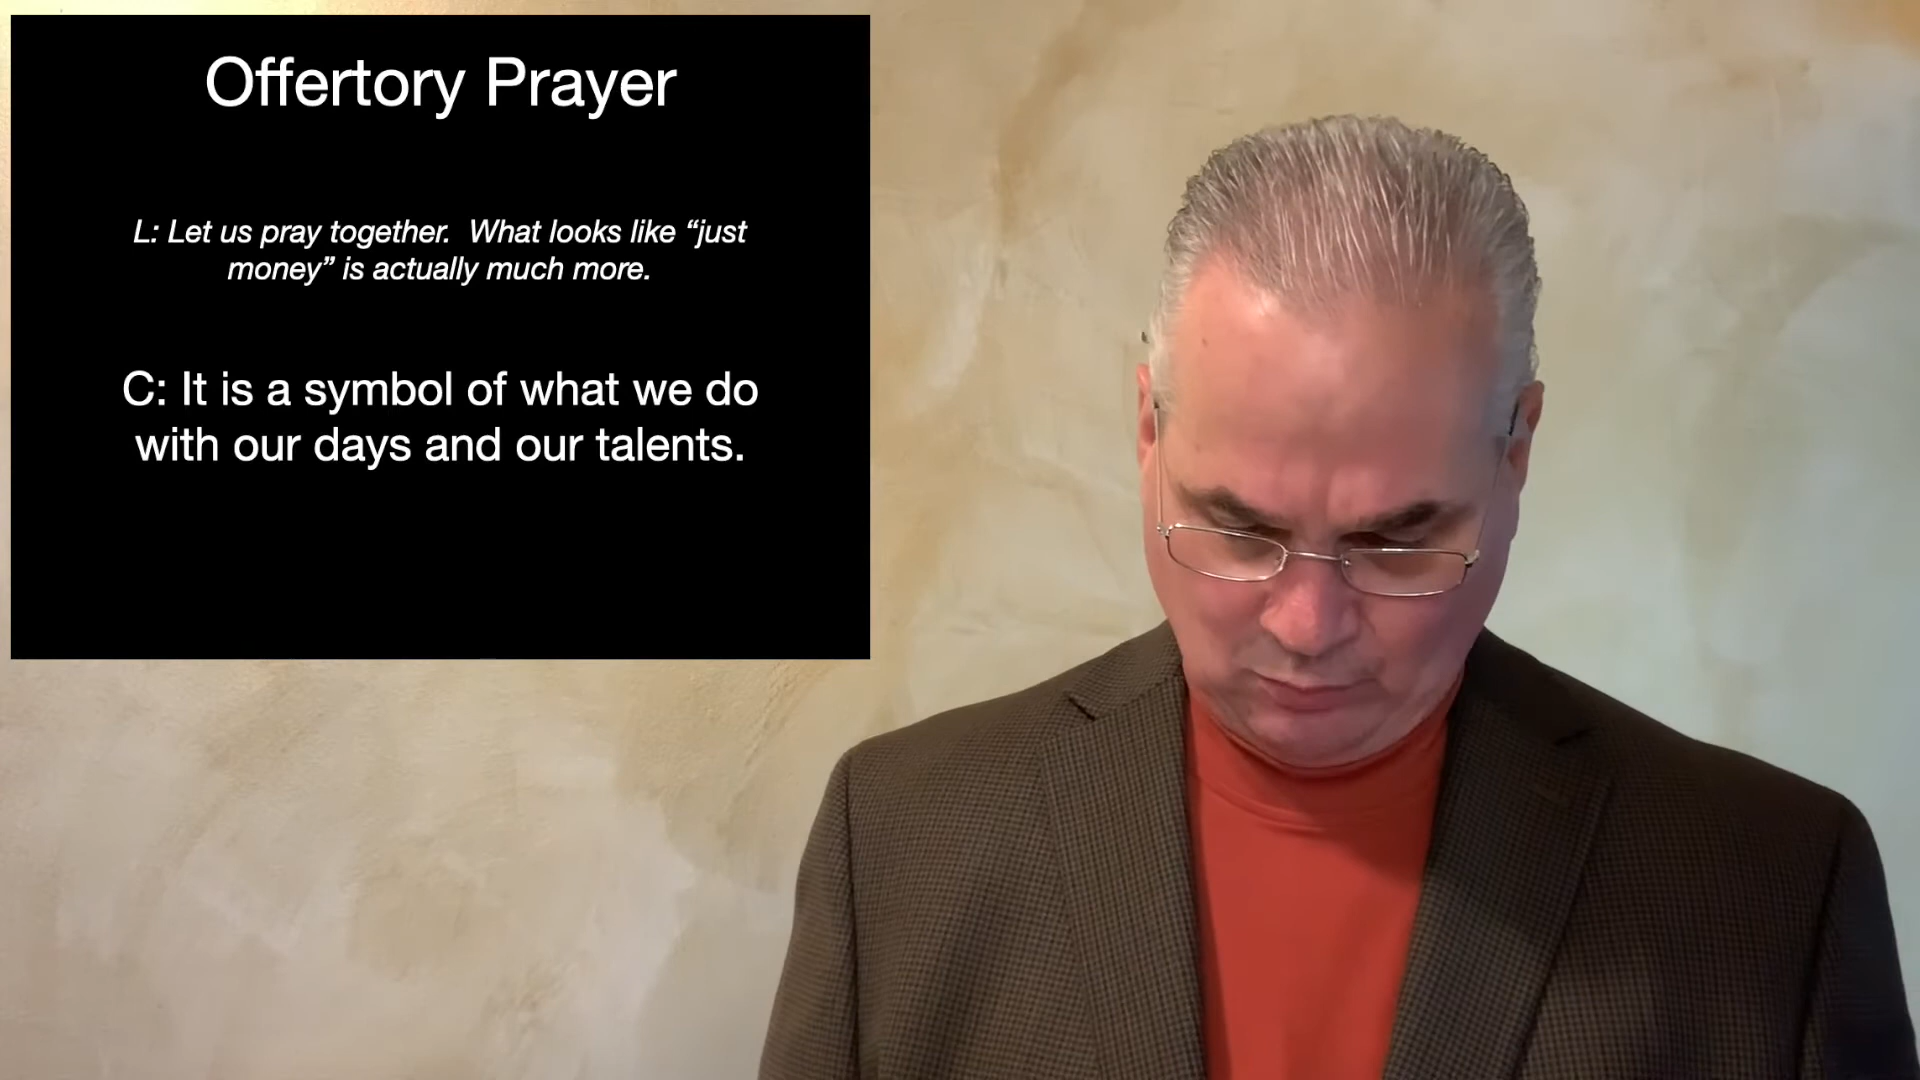 Offertory Prayer
L: Let us pray together.  What looks like “just
money” is actually much more.
C: It is a symbol of what we do
with our days and our talents.